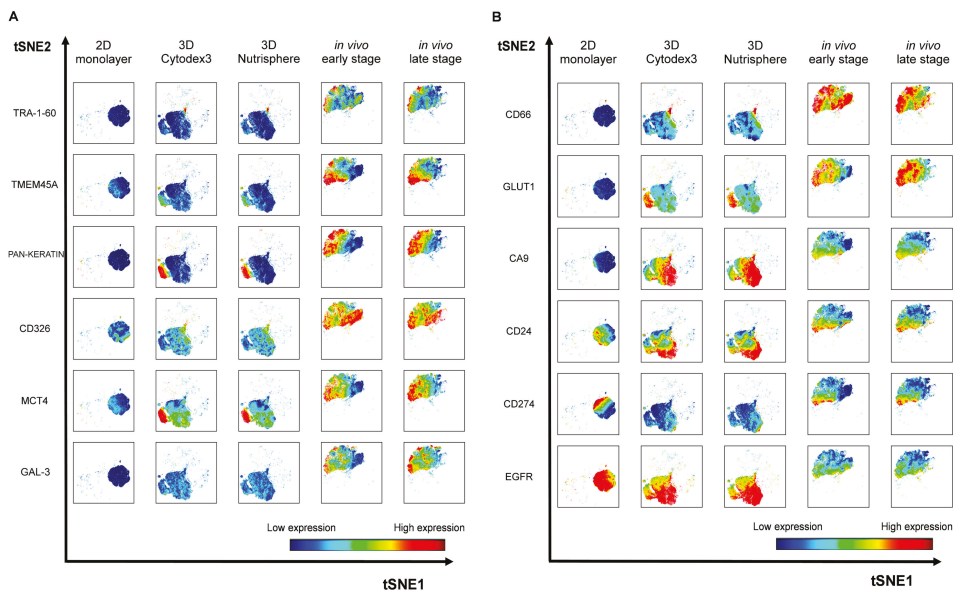 A
tSNE2
2D
monolayer
3D
Cytodex3
3D
Nutrisphere
in vivo
early stage
in vivo
late stage
TRA-1-60
TMEM45A
PAN-KERATIN
CD326
MCT4
GAL-3
Low expression
High expression
tSNE1
B
tSNE2
2D
monolayer
3D
Cytodex3
3D
Nutrisphere
in vivo
early stage
in vivo
late stage
CD66
GLUT1
CA9
CD24
CD274
EGFR
Low expression
High expression
tSNE1